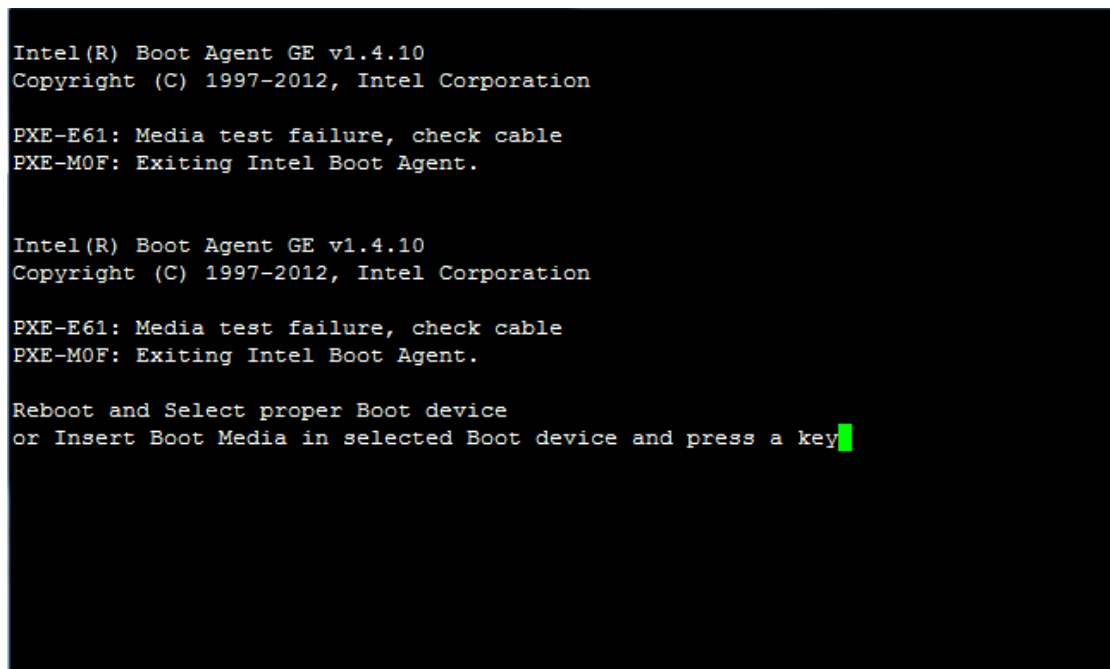 Intel(R) Boot Agent GE v1.4.10
Copyright (C) 1997-2012, Intel Corporation
PXE-E61: Media test failure, check cable
PXE-M0F: Exiting Intel Boot Agent.
Intel(R) Boot Agent GE v1.4.10
Copyright (C) 1997-2012, Intel Corporation
PXE-E61: Media test failure, check cable
PXE-M0F: Exiting Intel Boot Agent.
Reboot and Select proper Boot device
or Insert Boot Media in selected Boot device and press a key